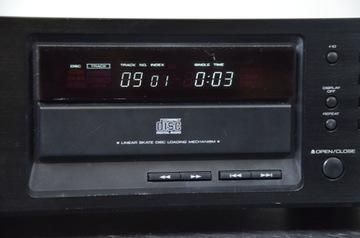 DISC TRACK TRACK NO. INDEX SINGLE TIME
09 01 0:03
DISPLAY OFF
REPEAT
COMPACT disc
LINEAR SKATE DISC LOADING MECHANISM
OPEN/CLOSE